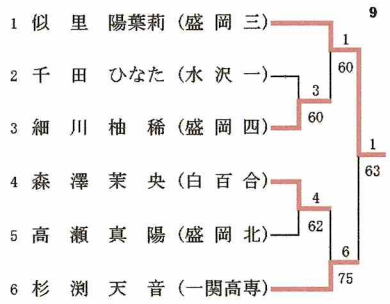 9
1 似里 陽葉莉 (盛岡三)
1
60
2 千田 ひなた (水沢一)
3
60
3 細川 柚稀 (盛岡四)
1
63
4 森澤 茉央 (白百合)
4
62
5 高瀬 真陽 (盛岡北)
6
75
6 杉渕 天音 (一関高専)